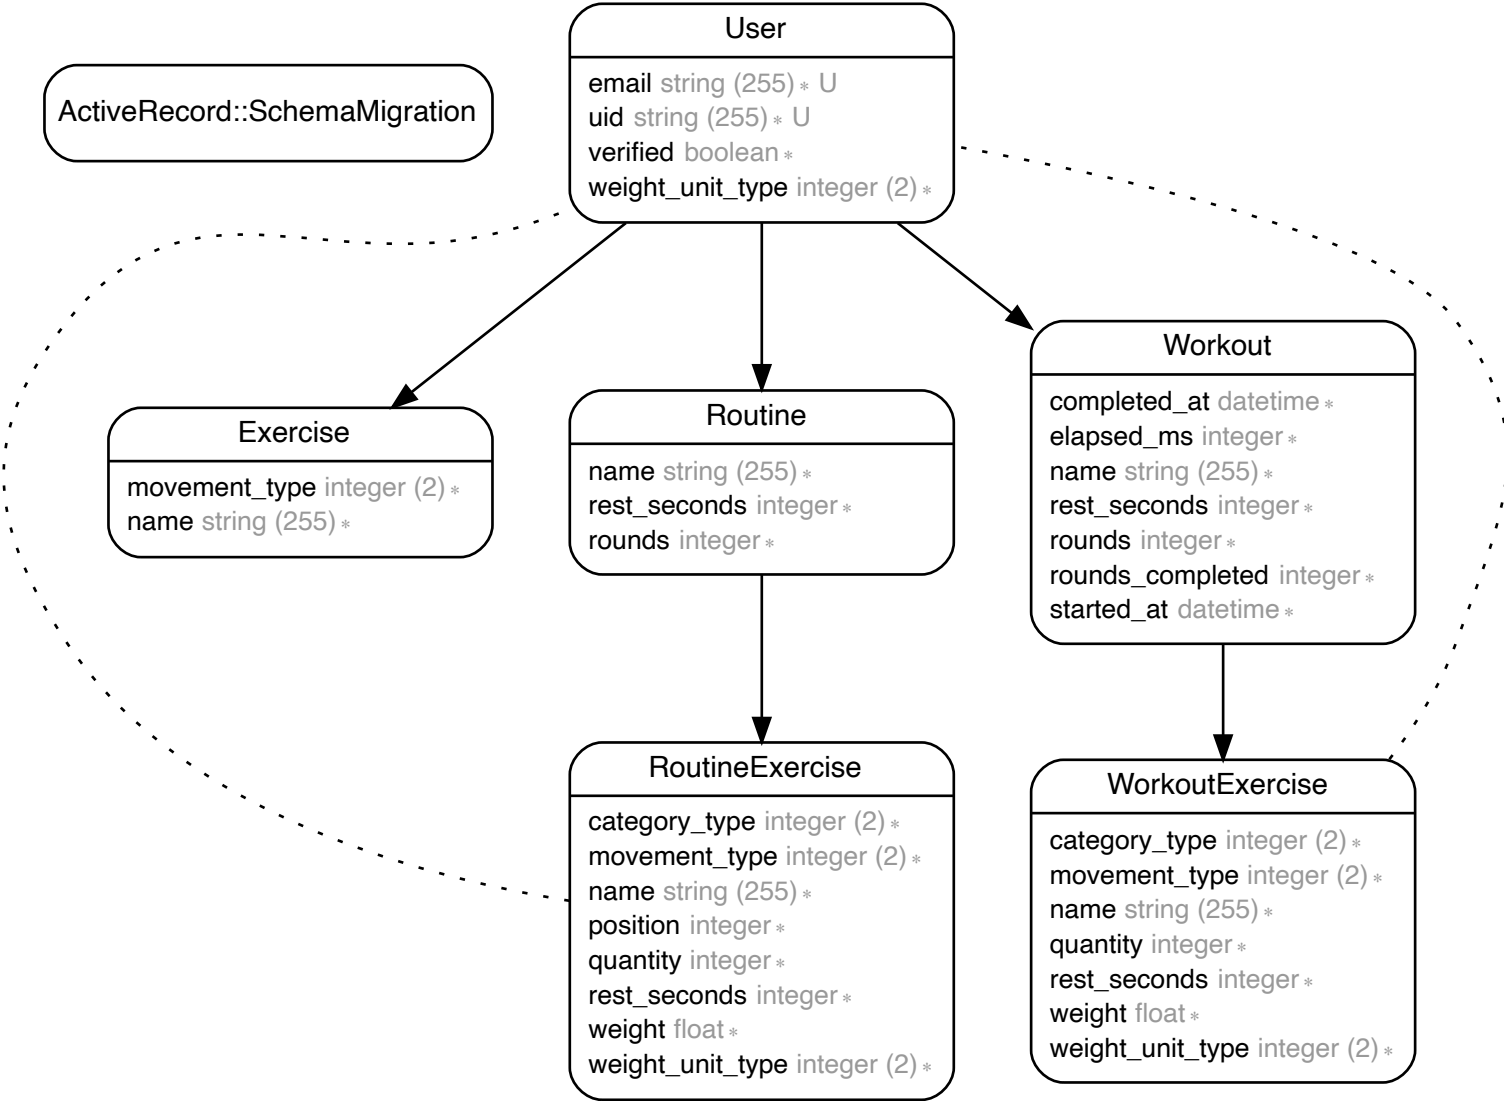 User
email string (255) * U
uid string (255) * U
verified boolean *
weight_unit_type integer (2) *
ActiveRecord::SchemaMigration
Exercise
movement_type integer (2) *
name string (255) *
Routine
name string (255) *
rest_seconds integer *
rounds integer *
Workout
completed_at datetime *
elapsed_ms integer *
name string (255) *
rest_seconds integer *
rounds integer *
rounds_completed integer *
started_at datetime *
RoutineExercise
category_type integer (2) *
movement_type integer (2) *
name string (255) *
position integer *
quantity integer *
rest_seconds integer *
weight float *
weight_unit_type integer (2) *
WorkoutExercise
category_type integer (2) *
movement_type integer (2) *
name string (255) *
quantity integer *
rest_seconds integer *
weight float *
weight_unit_type integer (2) *